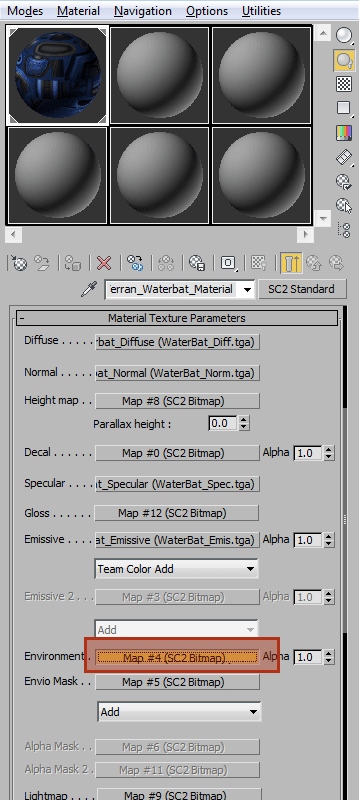 Modes Material Navigation Options Utilities
erran_Waterbat_Material SC2 Standard
- Material Texture Parameters
Diffuse . . . . . rbat_Diffuse (WaterBat_Diff.tga)
Normal . . . . . at_Normal (WaterBat_Norm.tga)
Height map . . Map #8 (SC2 Bitmap)
Parallax height : 0.0
Decal . . . . . . Map #0 (SC2 Bitmap) Alpha 1.0
Specular . . . . t_Specular (WaterBat_Spec.tga)
Gloss . . . . . . Map #12 (SC2 Bitmap)
Emissive . . . . at_Emissive (WaterBat_Emis.tga) Alpha 1.0
Team Color Add
Emissive 2 . . . Map #3 (SC2 Bitmap) Alpha 1.0
Add
Environment . Map #4 (SC2 Bitmap) Alpha 1.0
Envio Mask . . Map #5 (SC2 Bitmap)
Add
Alpha Mask . . Map #6 (SC2 Bitmap)
Alpha Mask 2 . Map #11 (SC2 Bitmap)
Lightmap . . . . Map #9 (SC2 Bitmap)